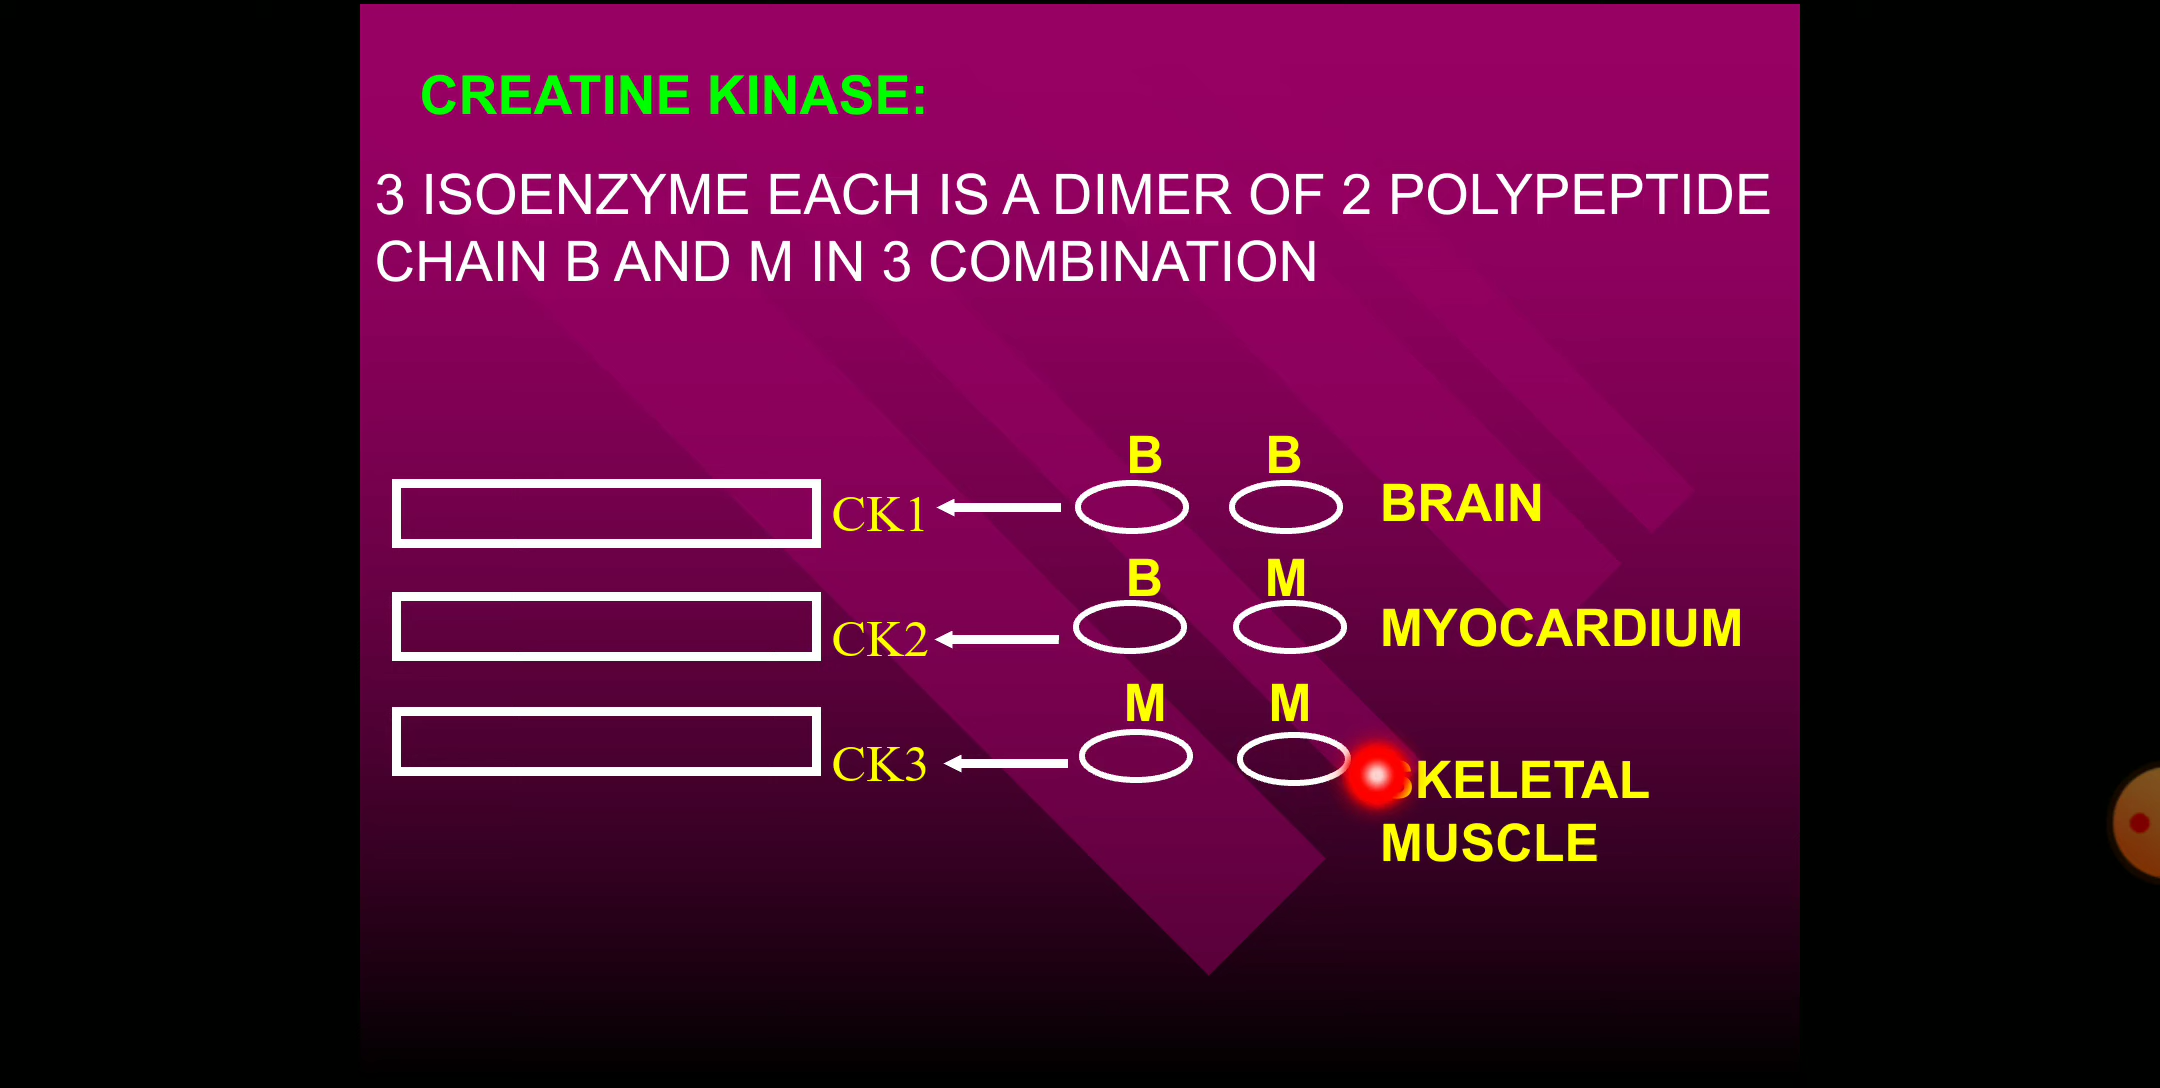 CREATINE KINASE:
3 ISOENZYME EACH IS A DIMER OF 2 POLYPEPTIDE
CHAIN B AND M IN 3 COMBINATION
B B
CK1 BRAIN
B M
CK2 MYOCARDIUM
M M
CK3 SKELETAL
MUSCLE